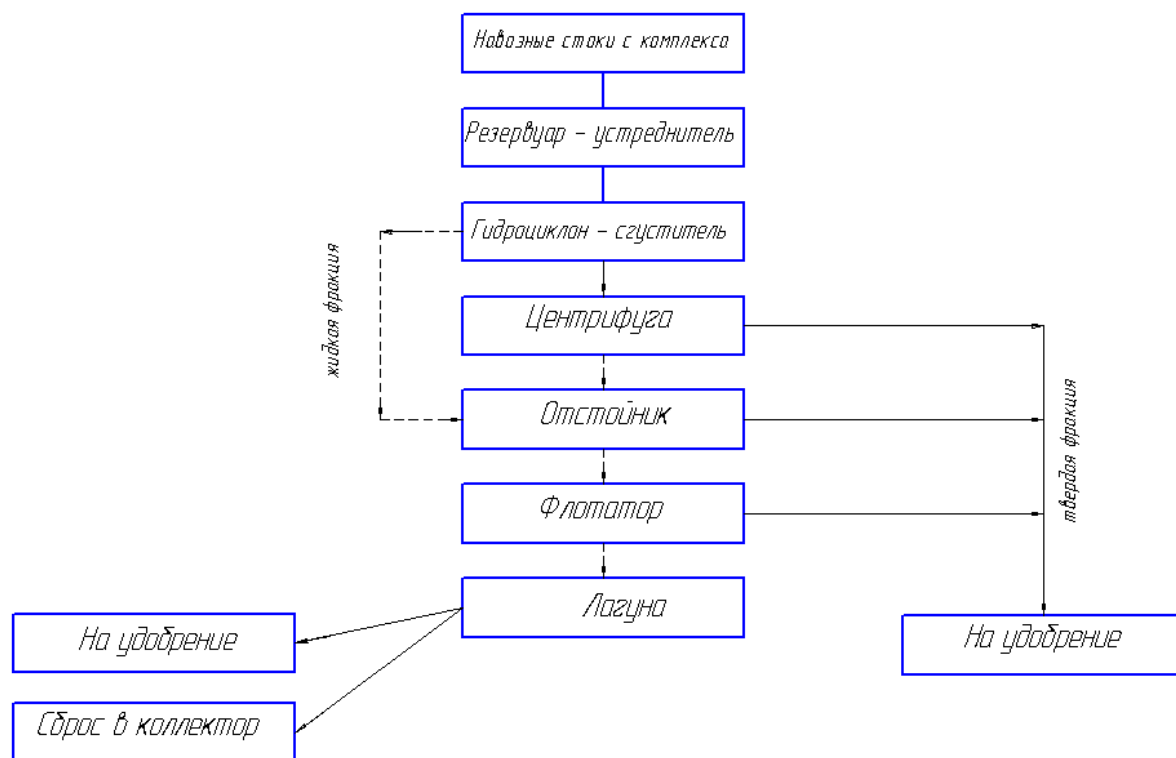 Навозные стоки с комплекса
Резервуар - устреднитель
Гидроциклон - сгуститель
жидкая фракция
Центрифуга
Отстойник
твердая фракция
Флотатор
Лагуна
На удобрение
На удобрение
Сброс в коллектор